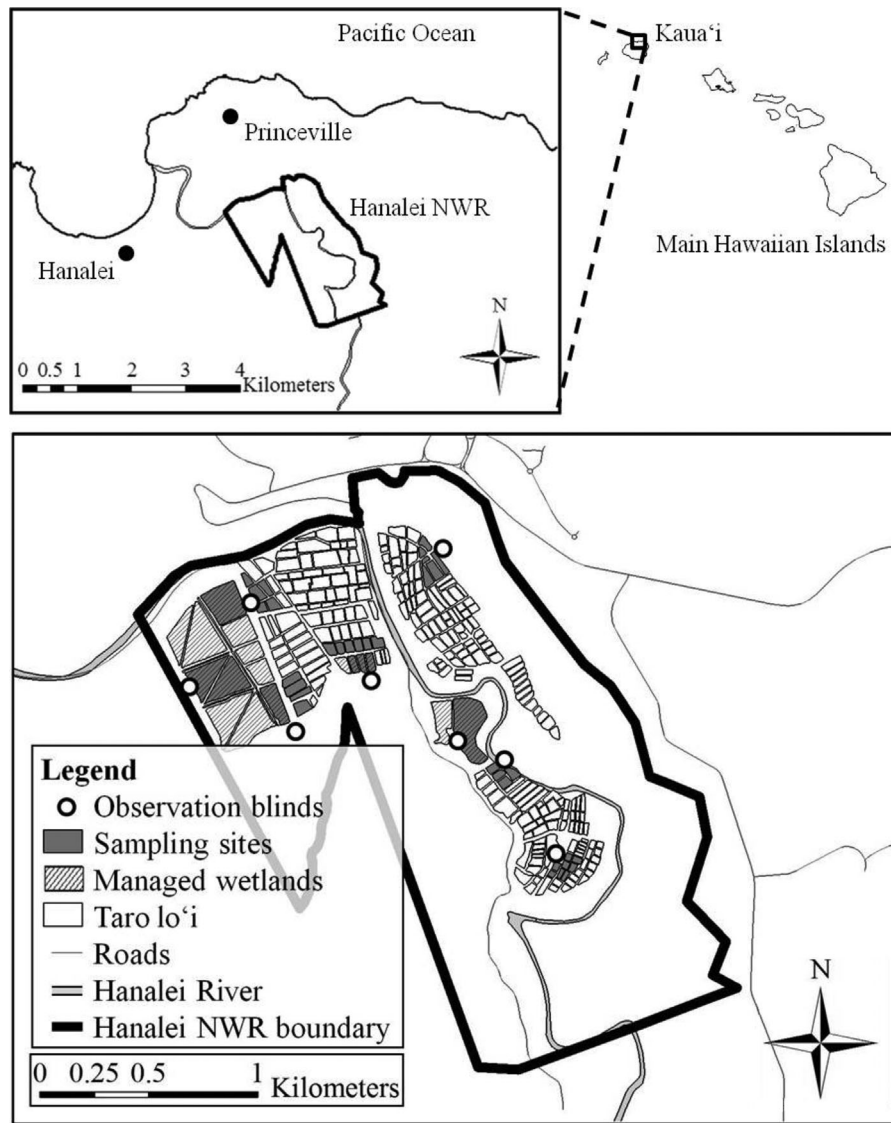 Pacific Ocean
Kauaʻi
Princeville
Hanalei NWR
Hanalei
Main Hawaiian Islands
N
0 0.5 1 2 3 4
Kilometers
Legend
Observation blinds
Sampling sites
Managed wetlands
Taro loʻi
Roads
Hanalei River
Hanalei NWR boundary
N
0 0.25 0.5 1
Kilometers